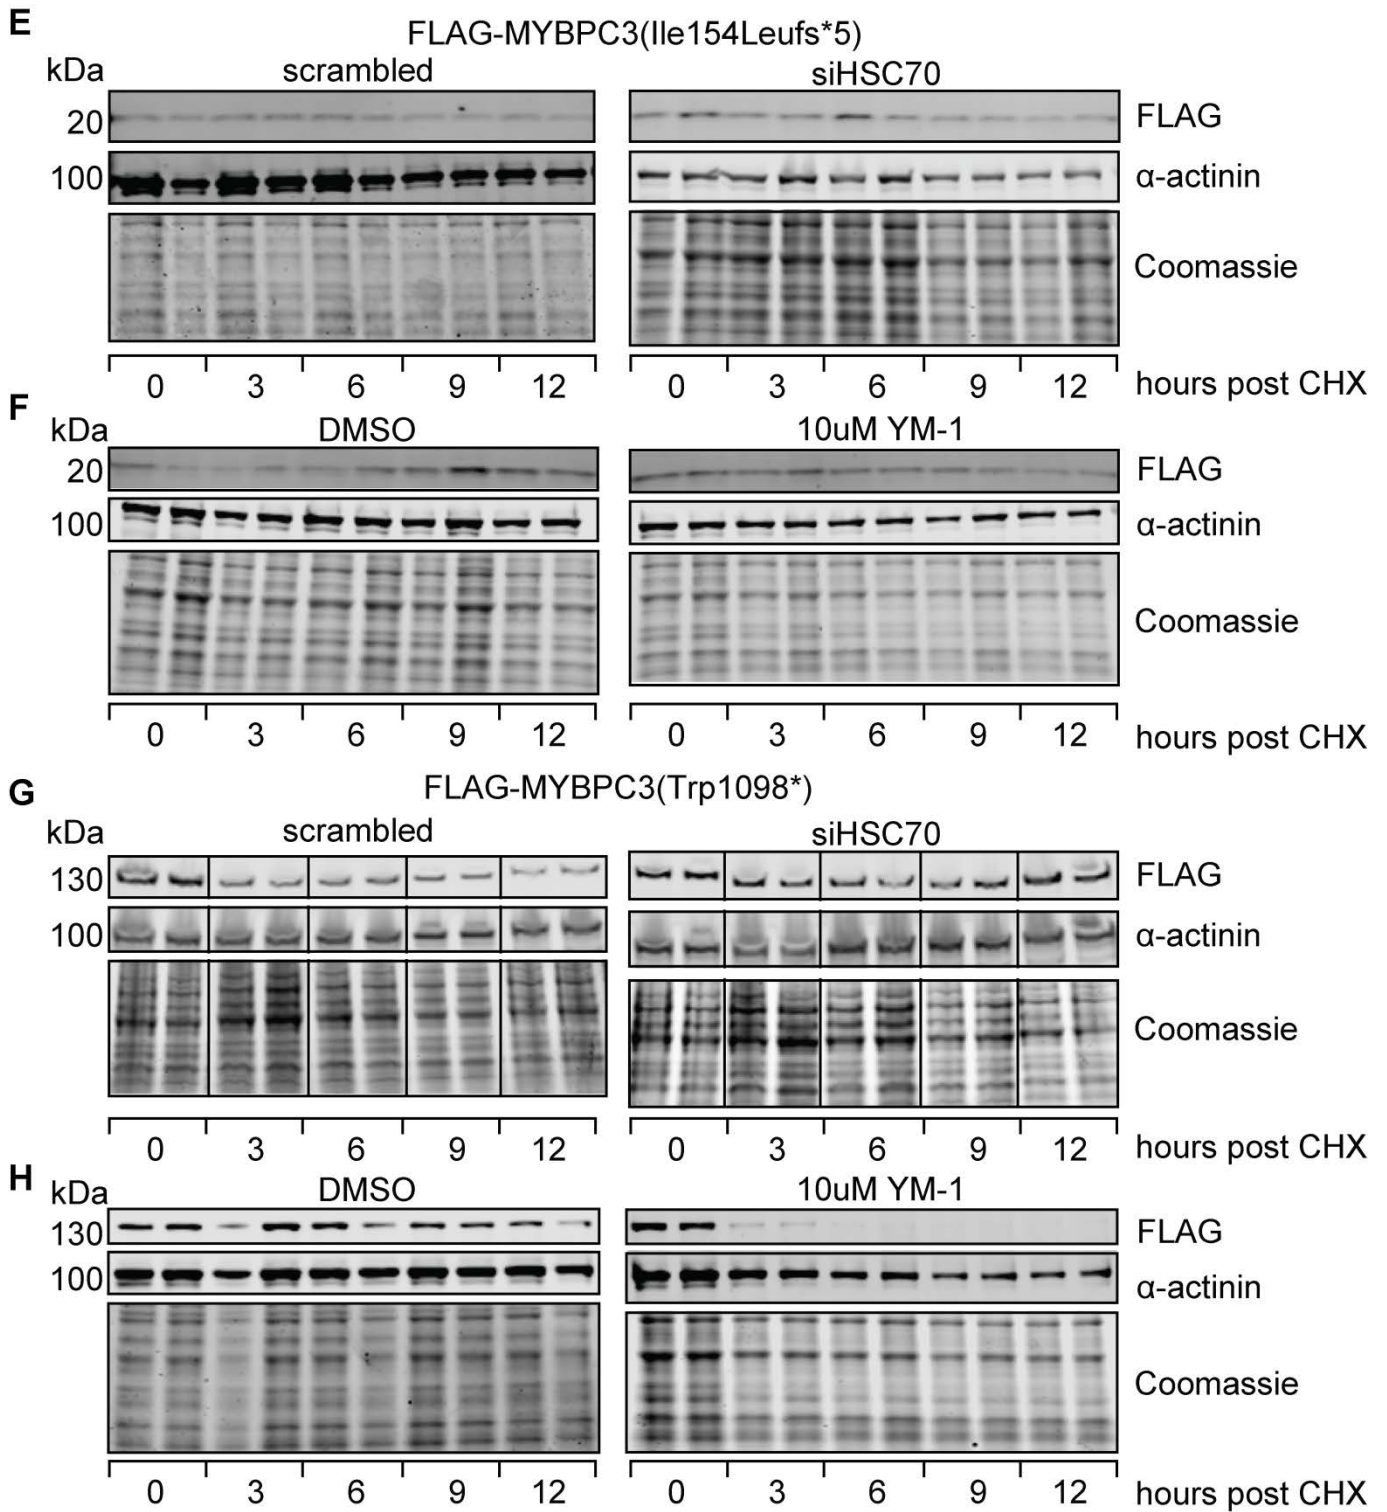 E
FLAG-MYBPC3(Ile154Leufs*5)
kDa scrambled siHSC70
20 FLAG
100 α-actinin
Coomassie
0 3 6 9 12 0 3 6 9 12 hours post CHX
F
kDa DMSO 10uM YM-1
20 FLAG
100 α-actinin
Coomassie
0 3 6 9 12 0 3 6 9 12 hours post CHX
G
FLAG-MYBPC3(Trp1098*)
kDa scrambled siHSC70
130 FLAG
100 α-actinin
Coomassie
0 3 6 9 12 0 3 6 9 12 hours post CHX
H
kDa DMSO 10uM YM-1
130 FLAG
100 α-actinin
Coomassie
0 3 6 9 12 0 3 6 9 12 hours post CHX